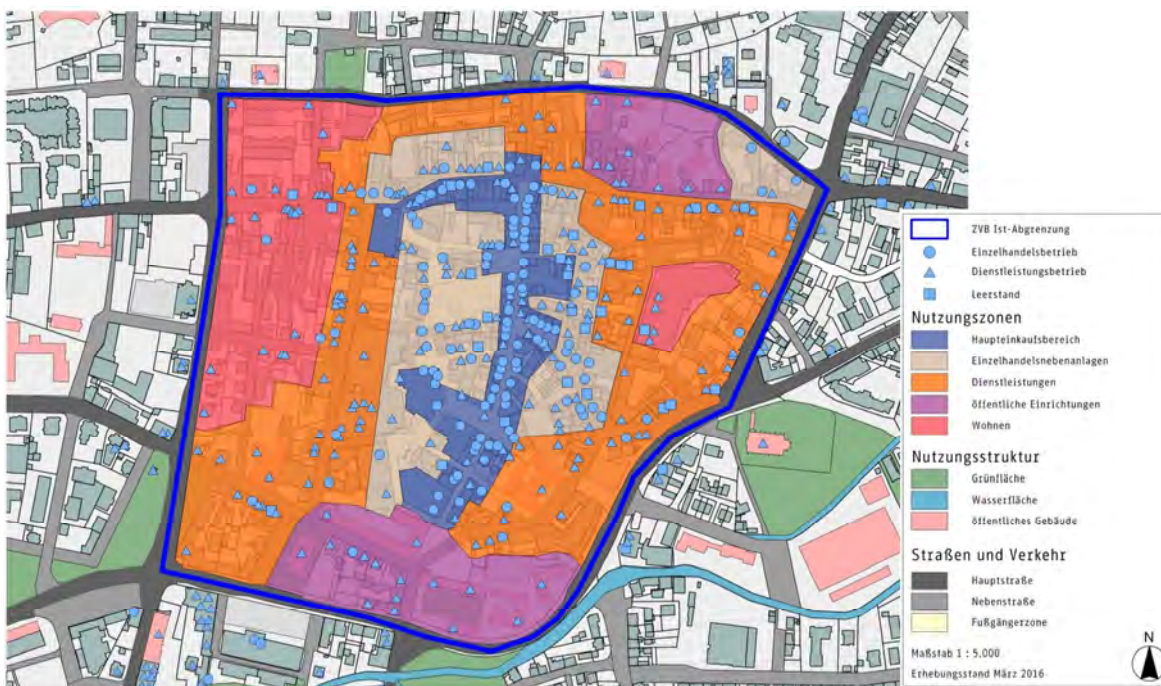 ZVB Ist-Abgrenzung
Einzelhandelsbetrieb
Dienstleistungsbetrieb
Leerstand
Nutzungszonen
Haupteinkaufsbereich
Einzelhandelsnebenanlagen
Dienstleistungen
öffentliche Einrichtungen
Wohnen
Nutzungsstruktur
Grünfläche
Wasserfläche
öffentliches Gebäude
Straßen und Verkehr
Hauptstraße
Nebenstraße
Fußgängerzone
N
Maßstab 1 : 5.000
Erhebungsstand März 2016